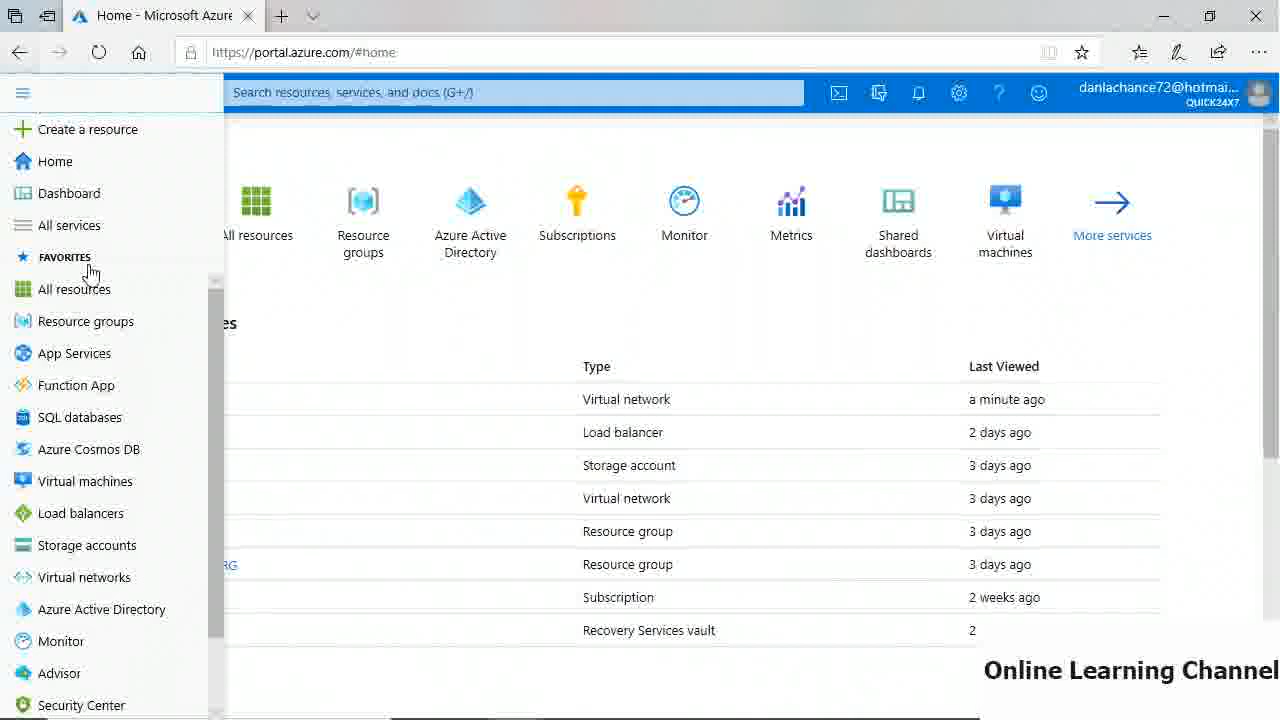 Home - Microsoft Azure
https://portal.azure.com/#home
Search resources, services, and docs (G+/)
danlachance72@hotmai...
QUICK24X7
Create a resource
Home
Dashboard
All services
FAVORITES
All resources
Resource groups
App Services
Function App
SQL databases
Azure Cosmos DB
Virtual machines
Load balancers
Storage accounts
Virtual networks
Azure Active Directory
Monitor
Advisor
Security Center
All resources
Resource groups
Azure Active Directory
Subscriptions
Monitor
Metrics
Shared dashboards
Virtual machines
More services
es
Type Last Viewed
Virtual network a minute ago
Load balancer 2 days ago
Storage account 3 days ago
Virtual network 3 days ago
Resource group 3 days ago
RG Resource group 3 days ago
Subscription 2 weeks ago
Recovery Services vault 2
Online Learning Channel